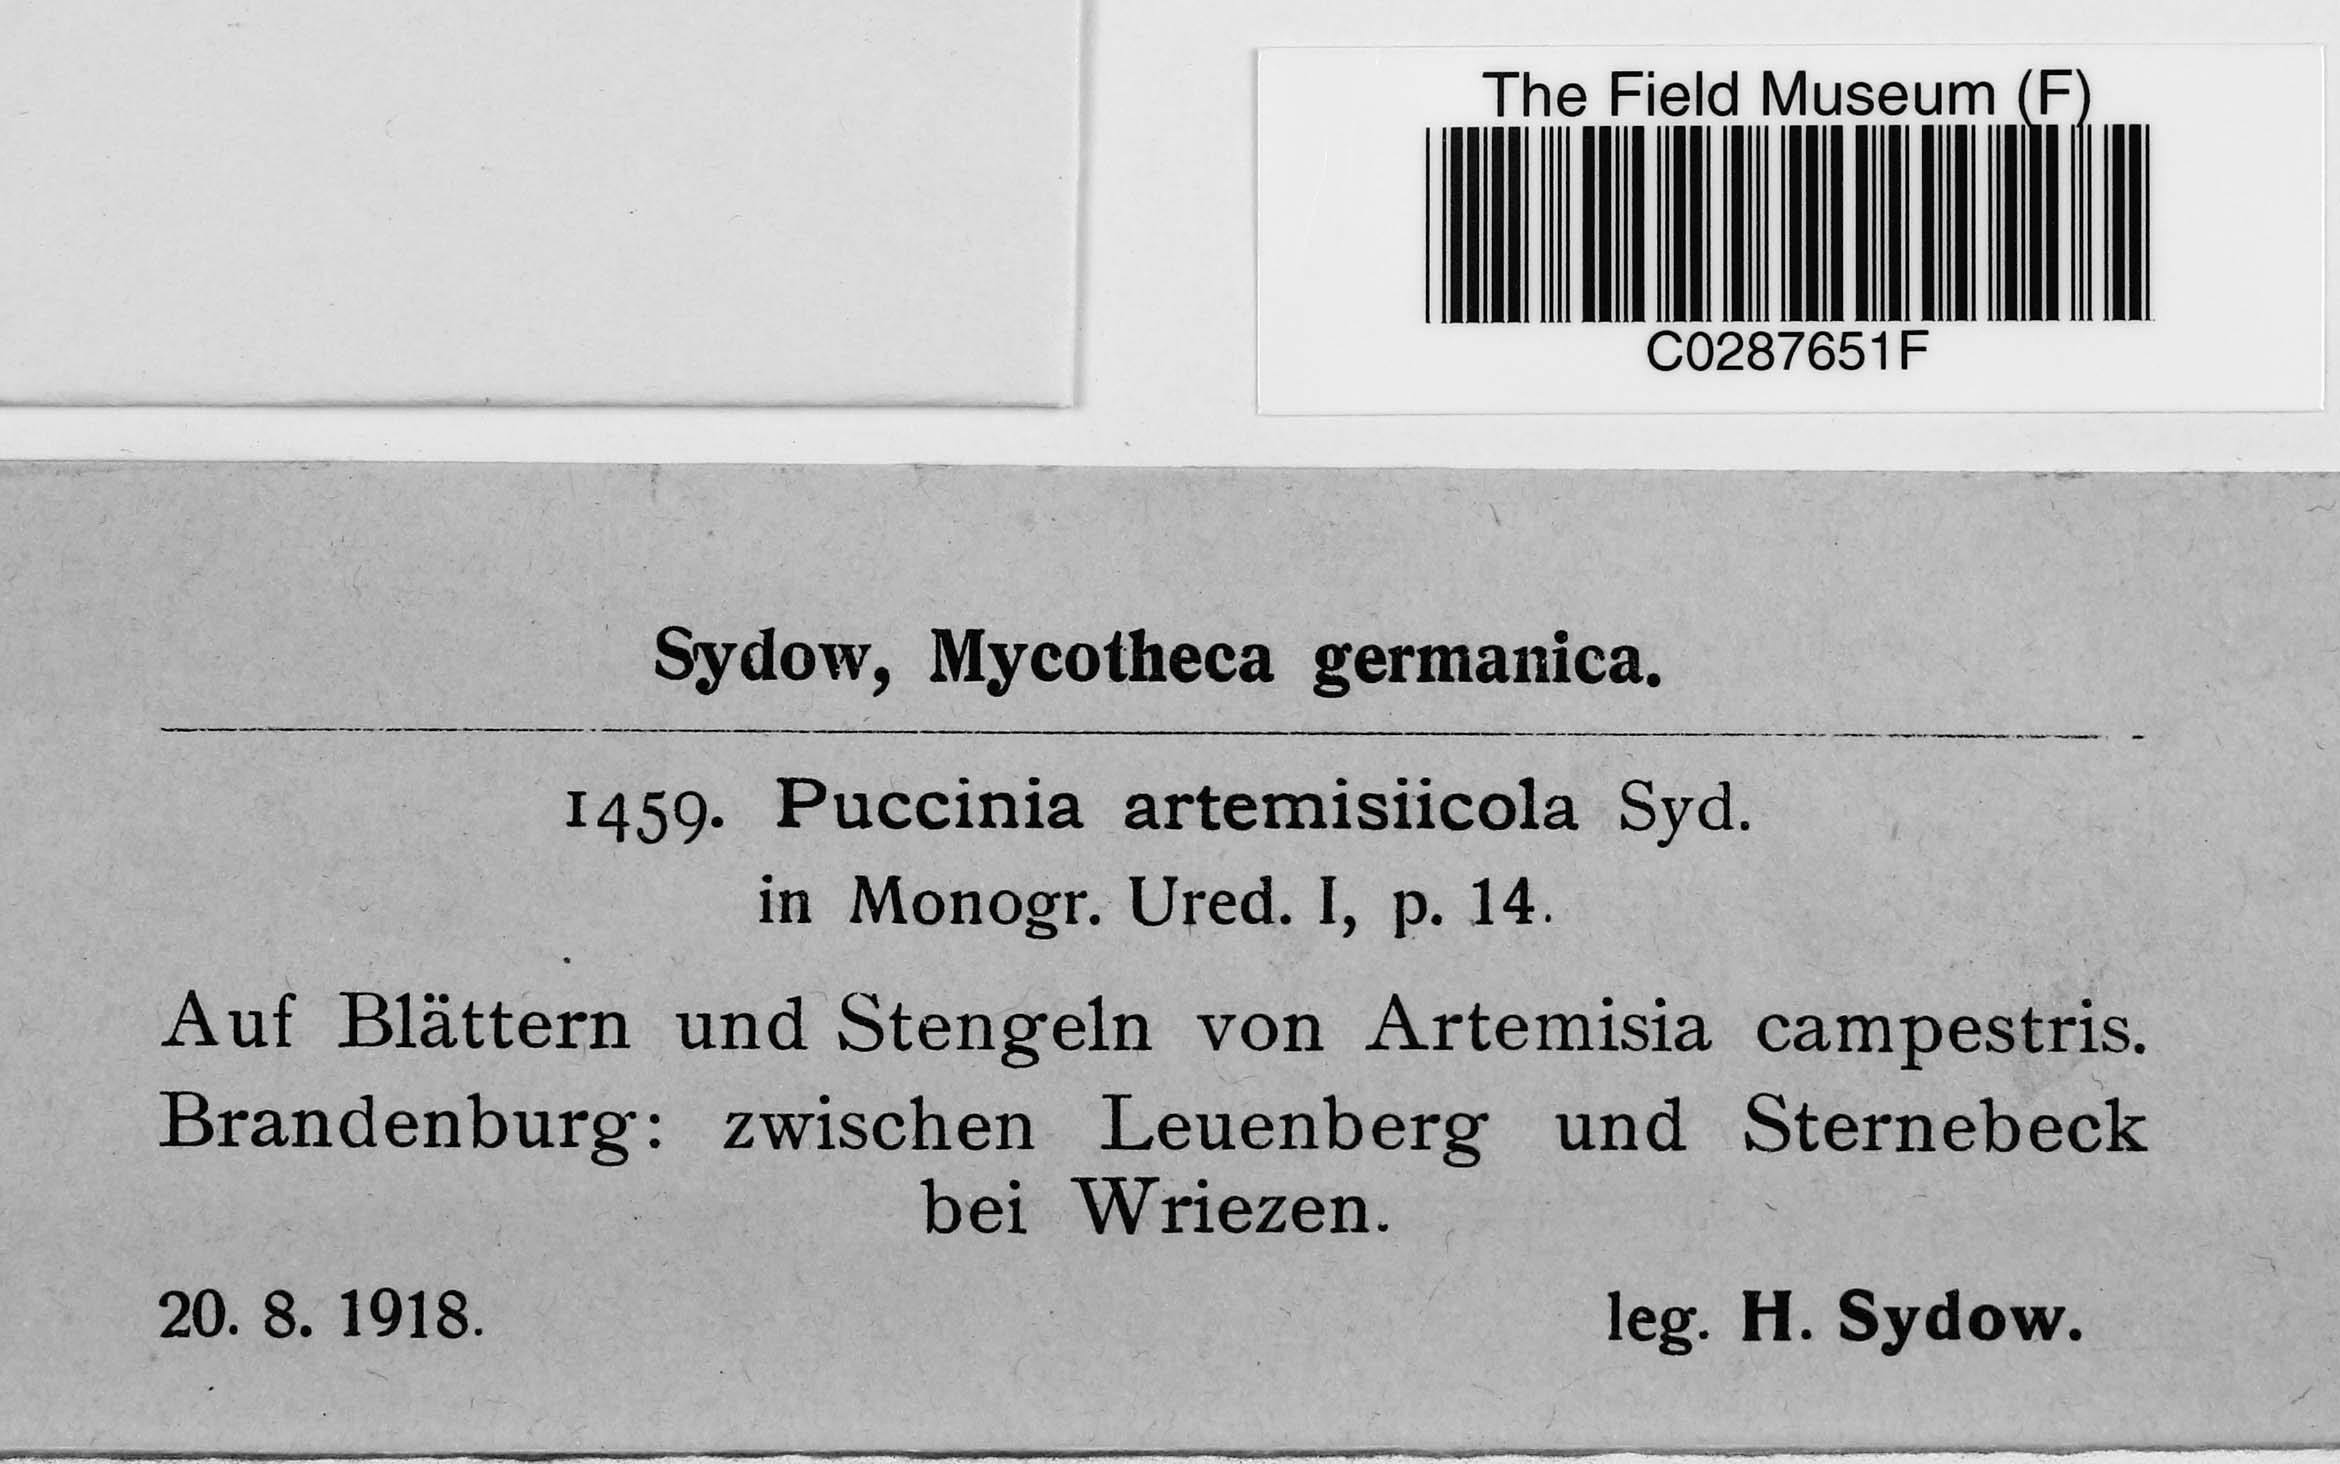 The Field Museum (F)
C0287651F
Sydow, Mycotheca germanica.
1459. Puccinia artemisiicola Syd.
in Monogr. Ured. I, p. 14.
Auf Blättern und Stengeln von Artemisia campestris.
Brandenburg: zwischen Leuenberg und Sternebeck
bei Wriezen.
20. 8. 1918.
leg. H. Sydow.